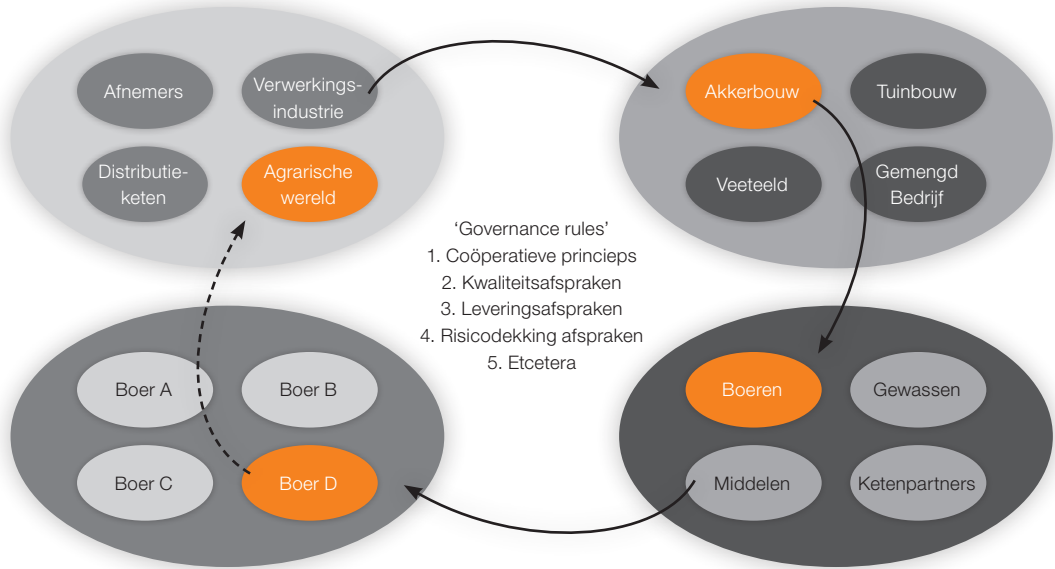 Afnemers
Verwerkings-
industrie
Distributie-
keten
Agrarische
wereld
Akkerbouw
Tuinbouw
Veeteeld
Gemengd
Bedrijf
‘Governance rules’
1. Coöperatieve princieps
2. Kwaliteitsafspraken
3. Leveringsafspraken
4. Risicodekking afspraken
5. Etcetera
Boer A
Boer B
Boer C
Boer D
Boeren
Gewassen
Middelen
Ketenpartners